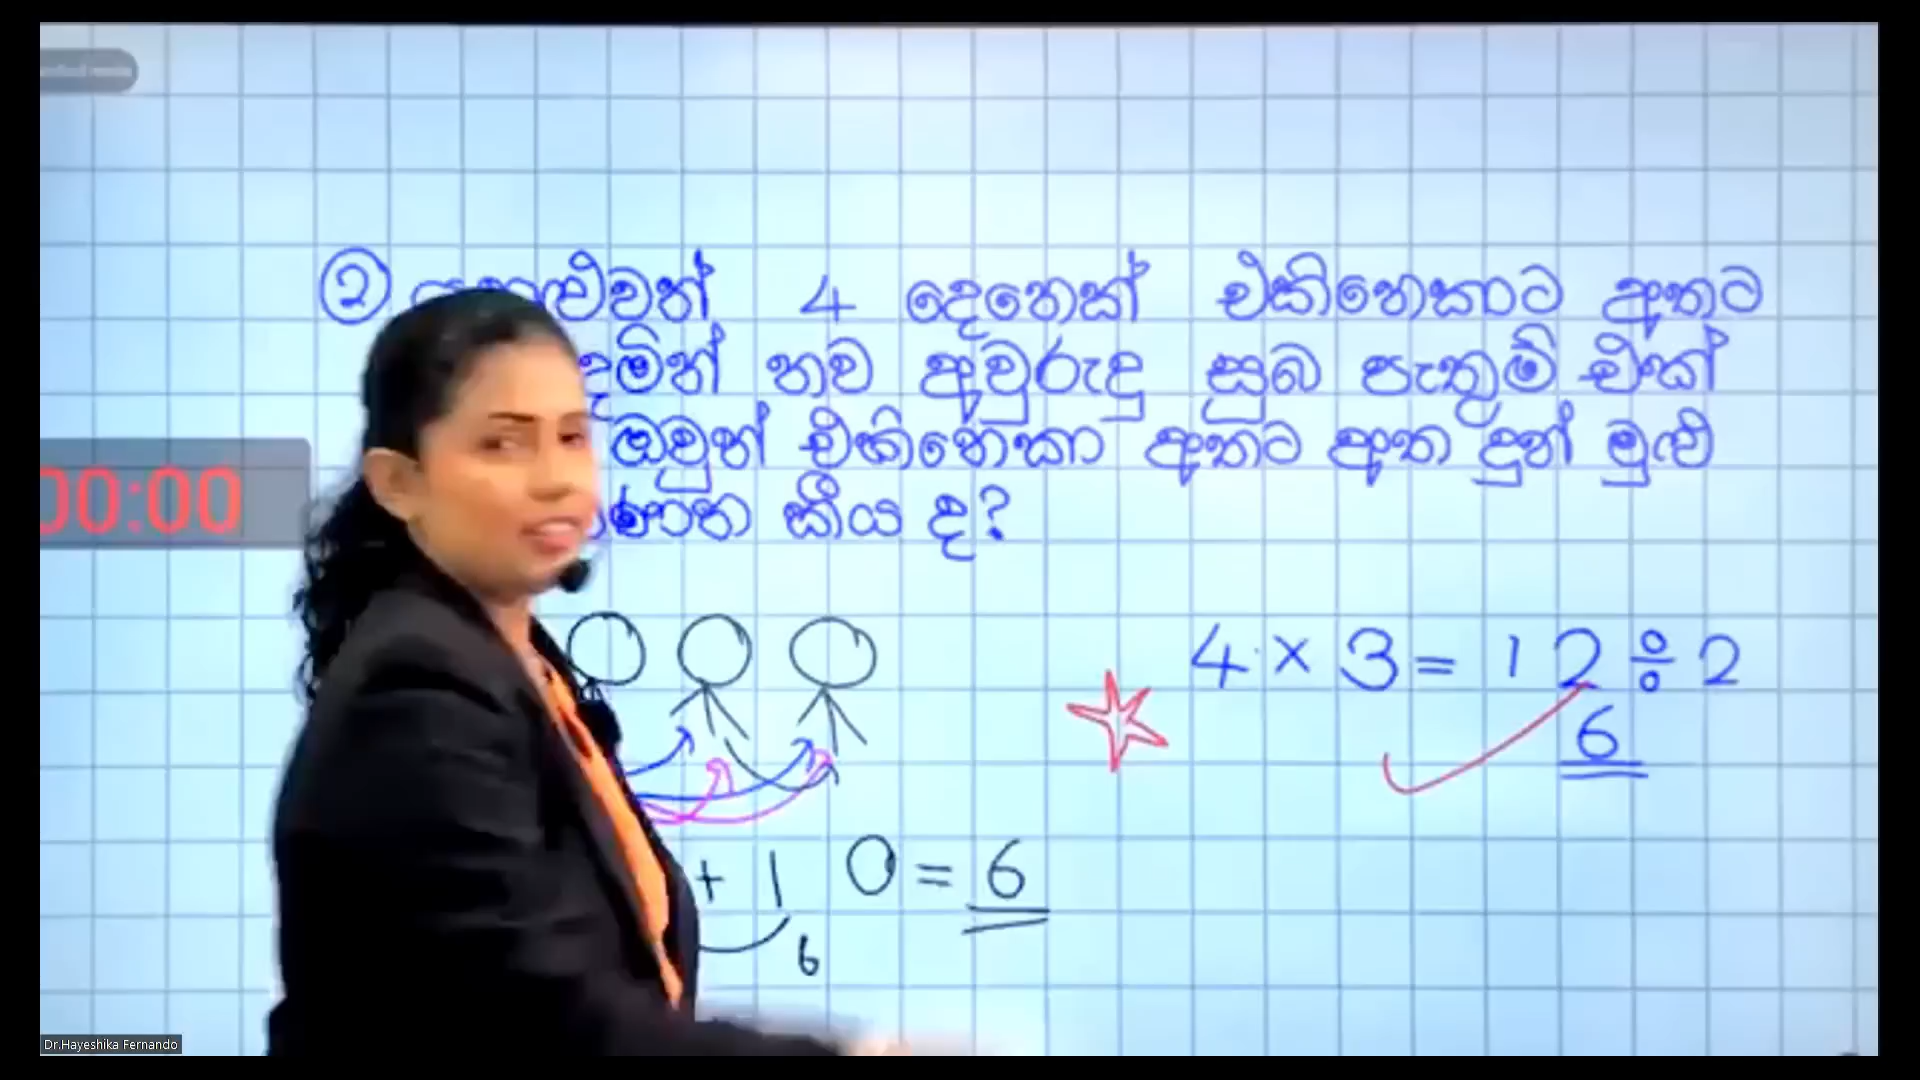 ② යහළුවන් 4 දෙනෙක් එකිනෙකාට අතට
දෙමින් නව අවුරුදු සුබ පැතුම් එක්
ඔවුන් එකිනෙකා අතට අත දුන් මුළු
කීය ද?
00:00
4 × 3 = 12 ÷ 2
6
+ 1 0 = 6
6
Dr.Hayeshika Fernando